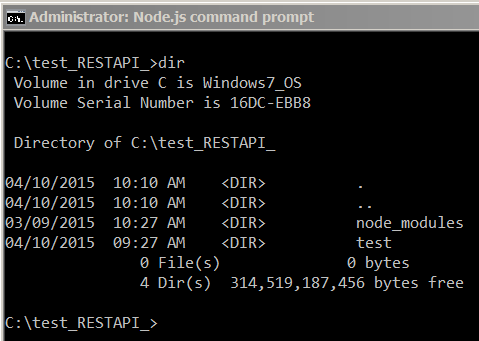 Administrator: Node.js command prompt
C:\test_RESTAPI_>dir
Volume in drive C is Windows7_OS
Volume Serial Number is 16DC-EBB8
Directory of C:\test_RESTAPI_
04/10/2015  10:10 AM    <DIR>          .
04/10/2015  10:10 AM    <DIR>          ..
03/09/2015  10:27 AM    <DIR>          node_modules
04/10/2015  09:27 AM    <DIR>          test
0 File(s)              0 bytes
4 Dir(s)  314,519,187,456 bytes free
C:\test_RESTAPI_>